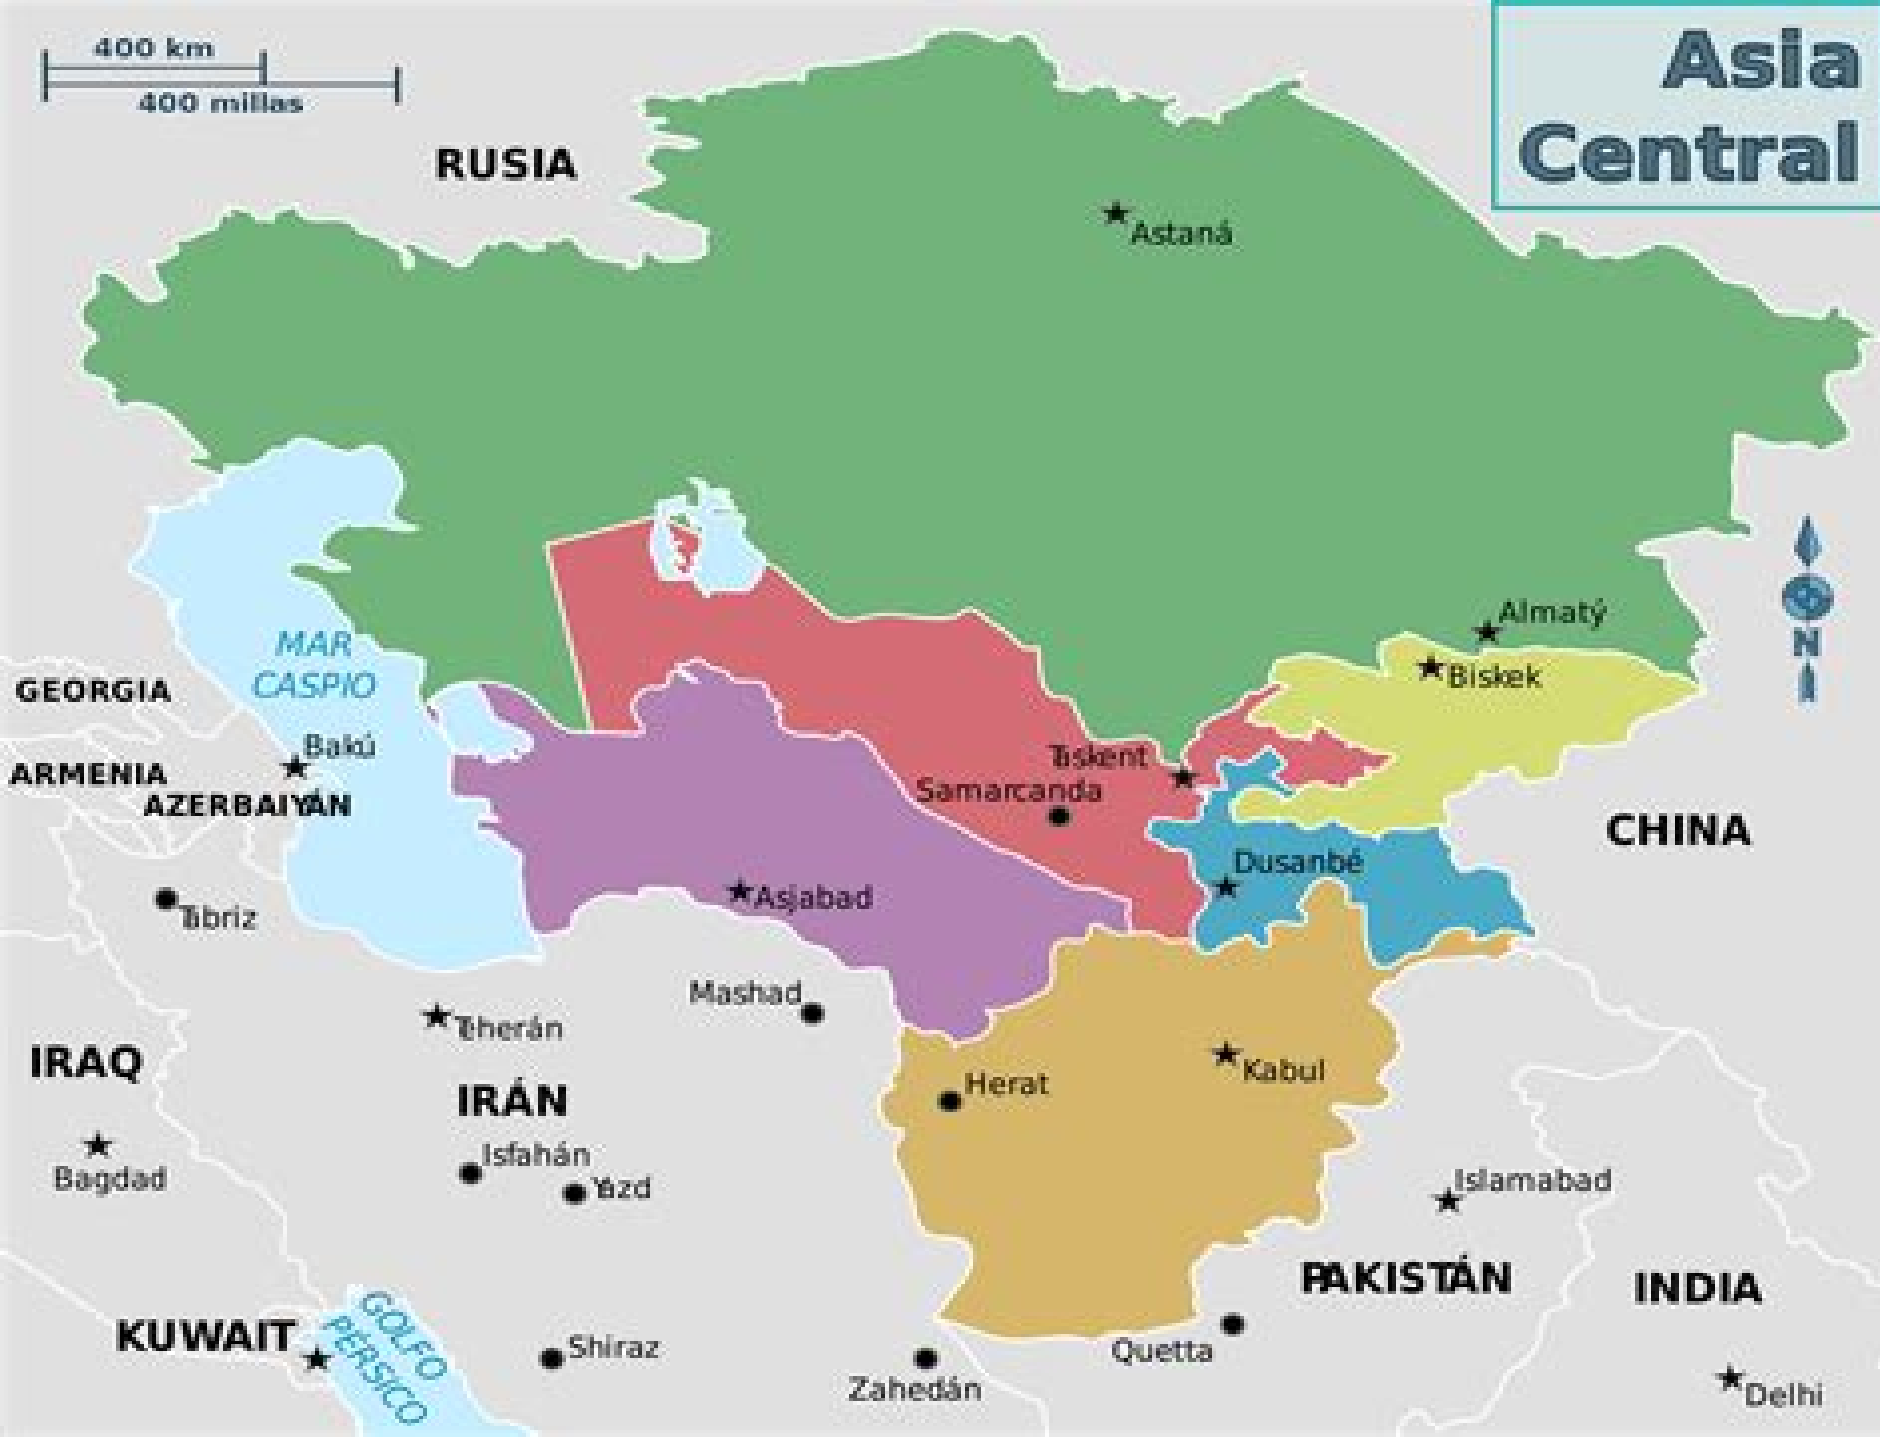 400 km
400 millas
Asia
Central
RUSIA
Astaná
Almatý
Biskek
N
MAR
CASPIO
GEORGIA
Bakú
ARMENIA
AZERBAIYÁN
Taskent
Samarcanda
CHINA
Dusanbé
Asjabad
Tabriz
Mashad
Teherán
IRAQ
IRÁN
Herat
Kabul
Isfahán
Yazd
Bagdad
Islamabad
PAKISTÁN
INDIA
KUWAIT
GOLFO
PÉRSICO
Shiraz
Quetta
Zahedán
Delhi